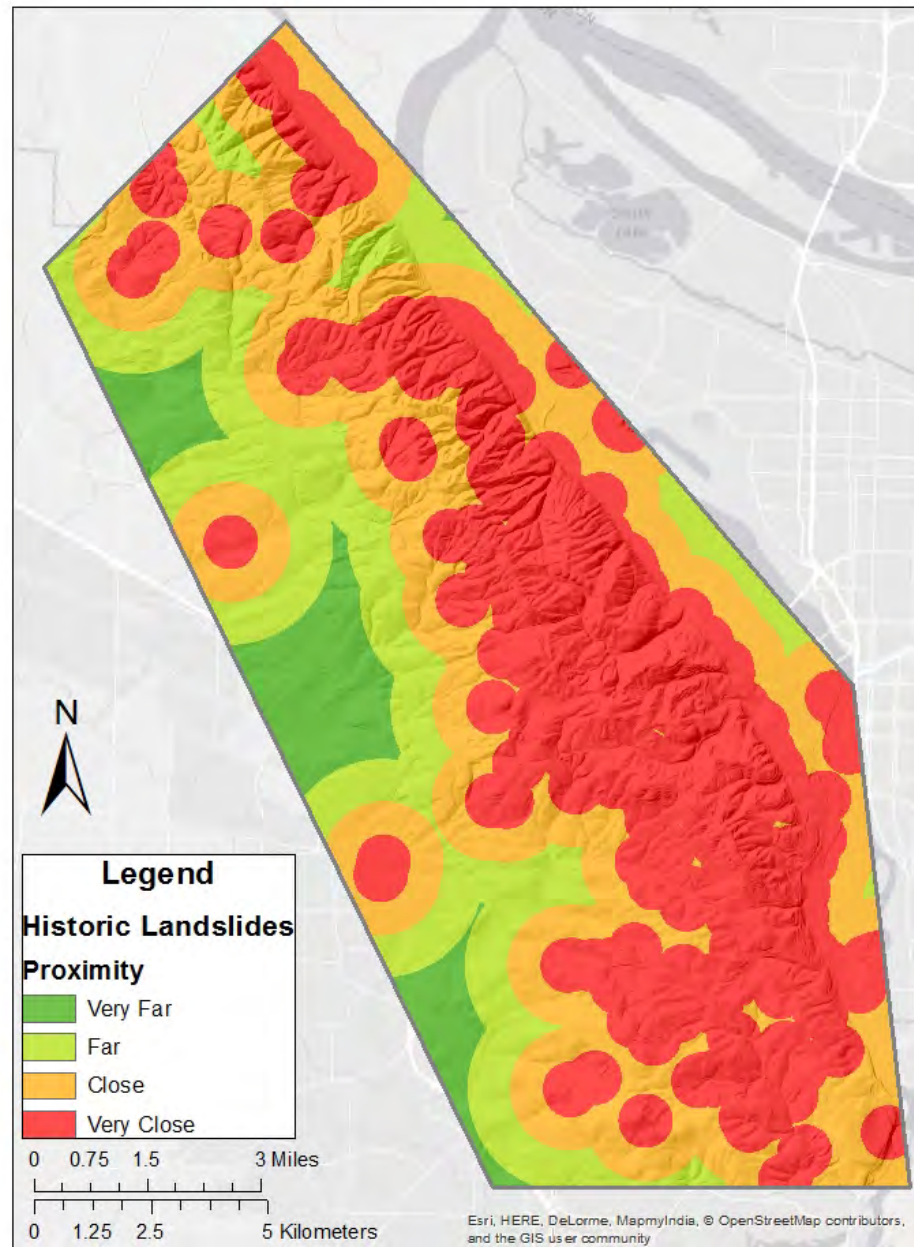 N
Legend
Historic Landslides
Proximity
Very Far
Far
Close
Very Close
0 0.75 1.5 3 Miles
0 1.25 2.5 5 Kilometers
Esri, HERE, DeLorme, MapmyIndia, © OpenStreetMap contributors,
and the GIS user community